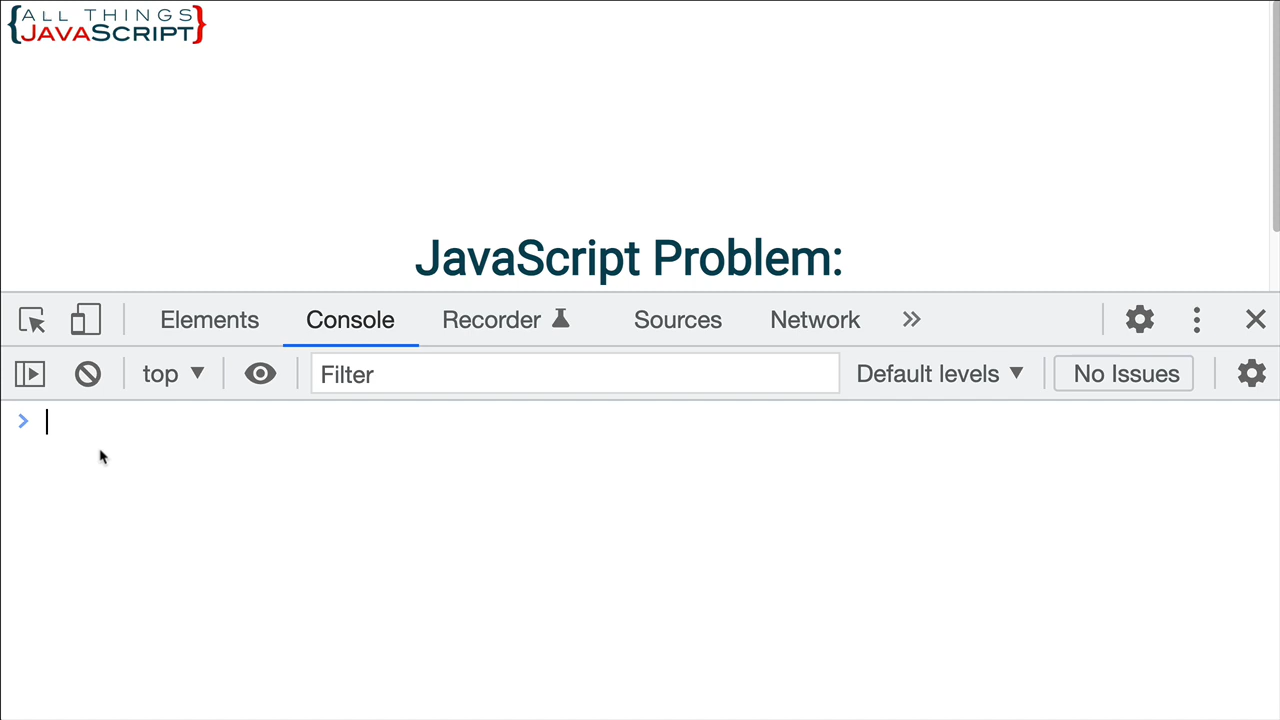 {ALL THINGS
JAVASCRIPT}
JavaScript Problem:
Elements Console Recorder Sources Network
top Filter Default levels No Issues